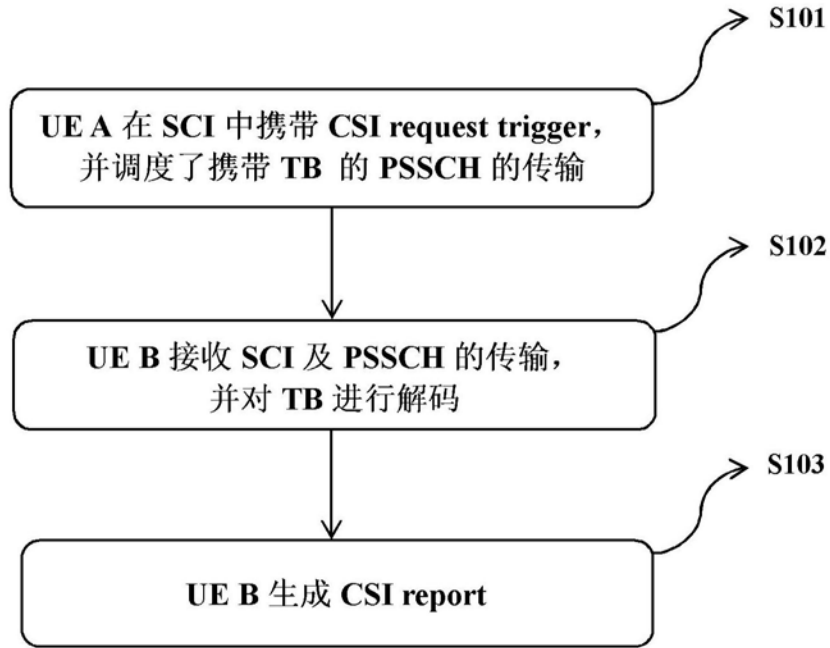 S101
UE A 在 SCI 中携带 CSI request trigger，
并调度了携带 TB 的 PSSCH 的传输
S102
UE B 接收 SCI 及 PSSCH 的传输，
并对 TB 进行解码
S103
UE B 生成 CSI report